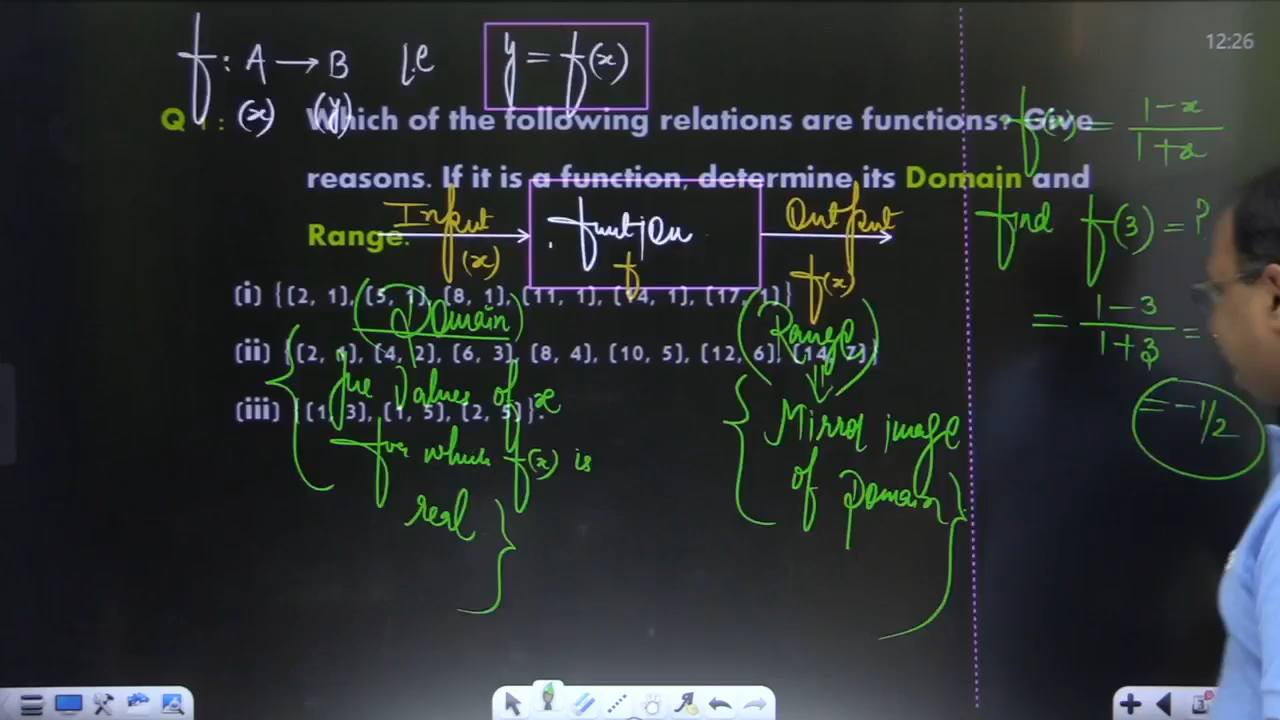 f : A → B i.e y = f(x)
(x) (y)
12:26
Q 1 : Which of the following relations are functions? Give
reasons. If it is a function, determine its Domain and
Range.
Input
(x)
function
f
Output
f(x)
(i) {(2, 1), (5, 1), (8, 1), (11, 1), (14, 1), (17, 1)}
(ii) {(2, 1), (4, 2), (6, 3), (8, 4), (10, 5), (12, 6), (14, 7)}
(iii) {(1, 3), (1, 5), (2, 5)}.
(Domain)
{ The Values of x
for which f(x) is
real }
(Range)
⇓
{ Mirror image
of Domain }
f(x) = 1-x / 1+x
find f(3) = ?
= 1-3 / 1+3 =
= -1/2